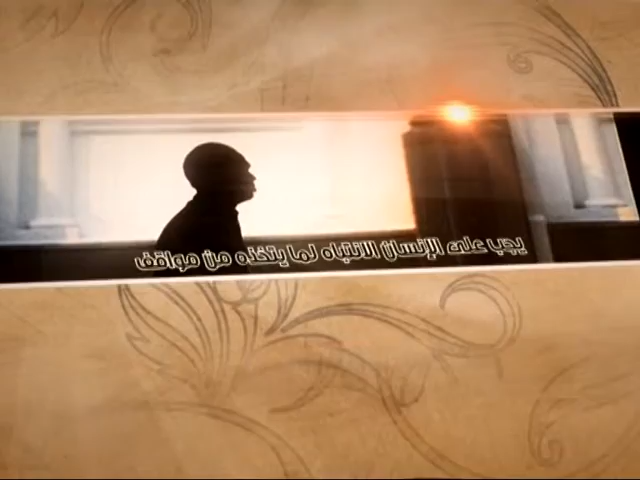 يجب على الإنسان الانتباه لما يتخذه من مواقف